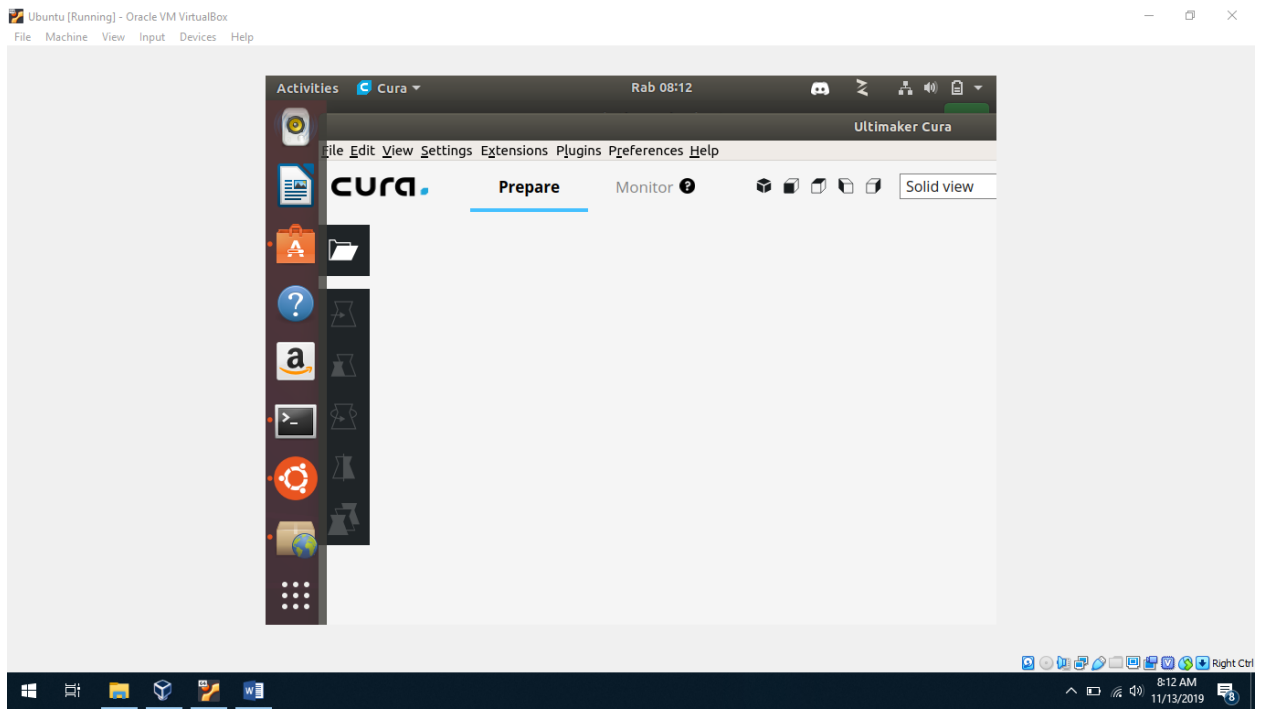 Ubuntu [Running] - Oracle VM VirtualBox
File Machine View Input Devices Help
Activities Cura Rab 08:12
Ultimaker Cura
File Edit View Settings Extensions Plugins Preferences Help
cura. Prepare Monitor ? Solid view
?
a
>_
Right Ctrl
W
8:12 AM
11/13/2019
8